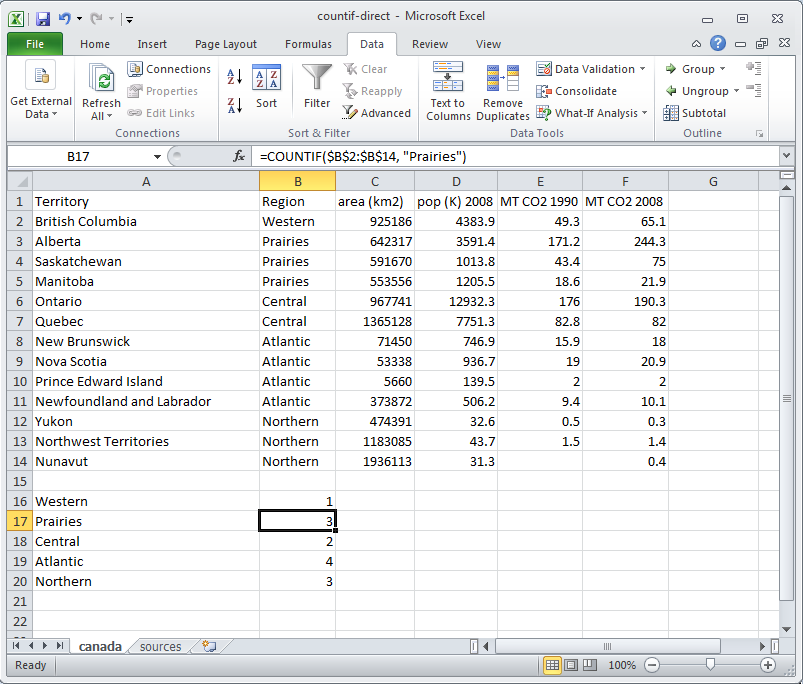 countif-direct - Microsoft Excel
File Home Insert Page Layout Formulas Data Review View
Get External Data
Refresh All
Connections
Properties
Edit Links
Connections
A Z
Z A
A Z Z A
Sort
Filter
Clear
Reapply
Advanced
Sort & Filter
Text to Columns
Remove Duplicates
Data Validation
Consolidate
What-If Analysis
Data Tools
Group
Ungroup
Subtotal
Outline
B17 fx =COUNTIF($B$2:$B$14, "Prairies")
A B C D E F G
1 Territory Region area (km2) pop (K) 2008 MT CO2 1990 MT CO2 2008
2 British Columbia Western 925186 4383.9 49.3 65.1
3 Alberta Prairies 642317 3591.4 171.2 244.3
4 Saskatchewan Prairies 591670 1013.8 43.4 75
5 Manitoba Prairies 553556 1205.5 18.6 21.9
6 Ontario Central 967741 12932.3 176 190.3
7 Quebec Central 1365128 7751.3 82.8 82
8 New Brunswick Atlantic 71450 746.9 15.9 18
9 Nova Scotia Atlantic 53338 936.7 19 20.9
10 Prince Edward Island Atlantic 5660 139.5 2 2
11 Newfoundland and Labrador Atlantic 373872 506.2 9.4 10.1
12 Yukon Northern 474391 32.6 0.5 0.3
13 Northwest Territories Northern 1183085 43.7 1.5 1.4
14 Nunavut Northern 1936113 31.3 0.4
15
16 Western 1
17 Prairies 3
18 Central 2
19 Atlantic 4
20 Northern 3
21
22
canada sources
Ready 100%